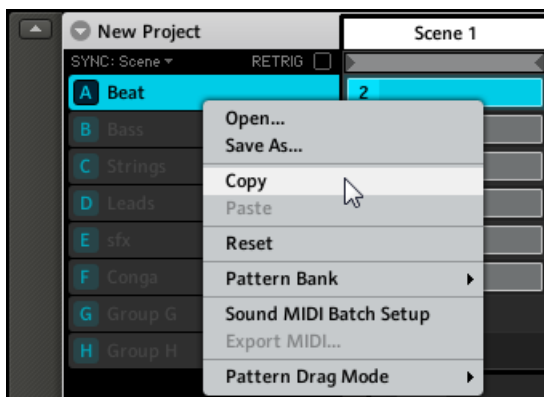 New Project
Scene 1
SYNC: Scene
RETRIG
A Beat
2
B Bass
C Strings
D Leads
E sfx
F Conga
G Group G
H Group H
Open...
Save As...
Copy
Paste
Reset
Pattern Bank
Sound MIDI Batch Setup
Export MIDI...
Pattern Drag Mode